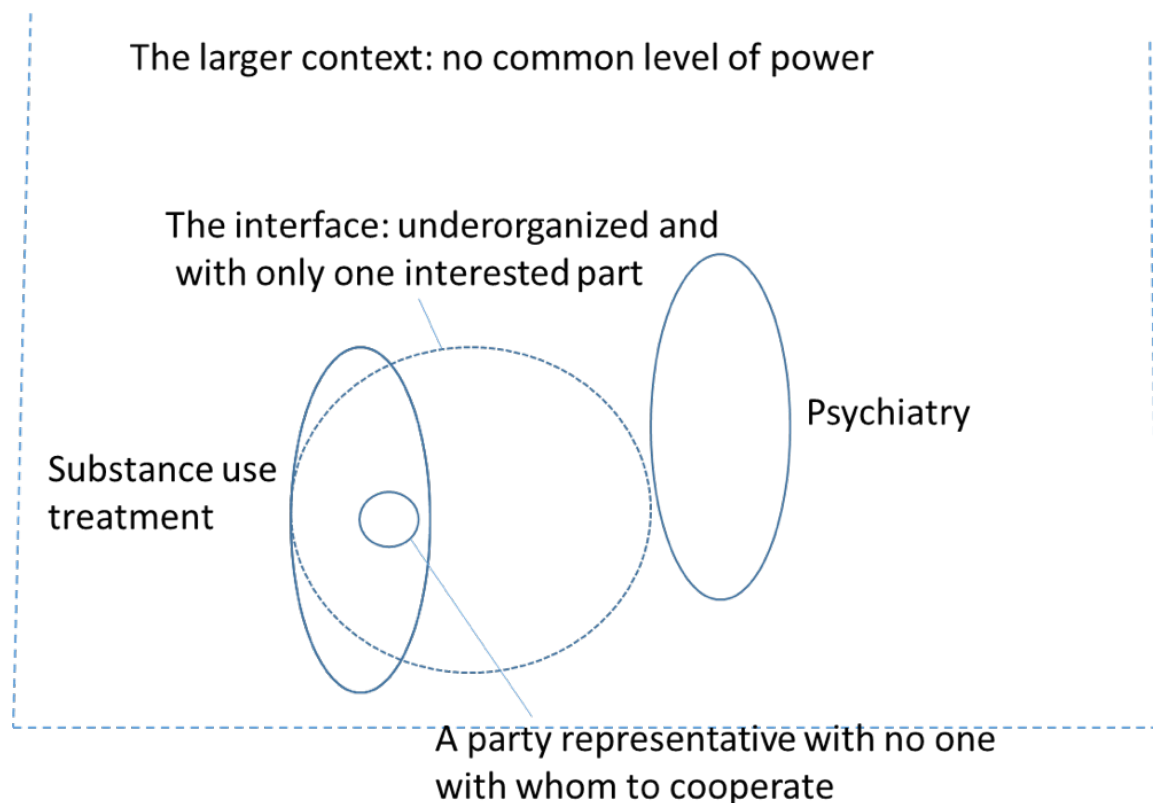 The larger context: no common level of power
The interface: underorganized and
with only one interested part
Psychiatry
Substance use
treatment
A party representative with no one
with whom to cooperate